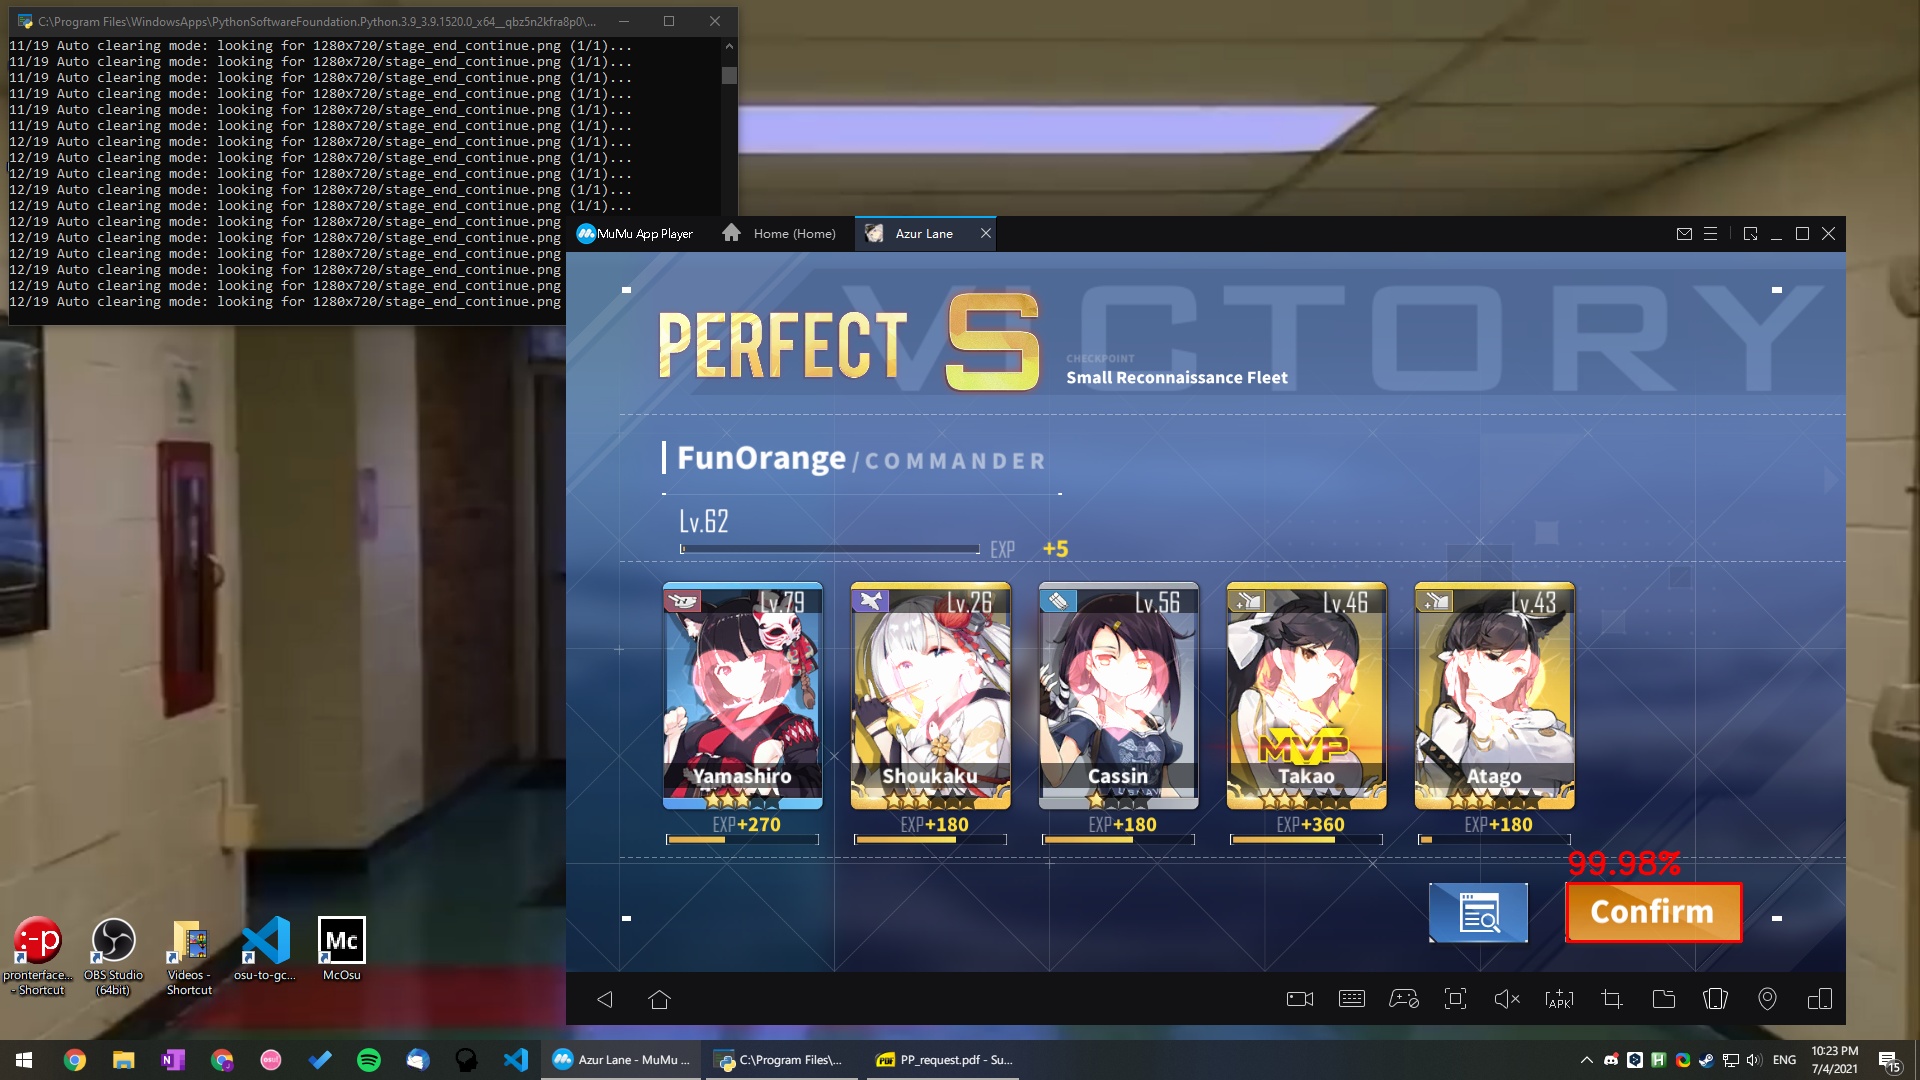 C:\Program Files\WindowsApps\PythonSoftwareFoundation.Python.3.9_3.9.1520.0_x64__qbz5n2kfra8p0\...
11/19 Auto clearing mode: looking for 1280x720/stage_end_continue.png (1/1)...
11/19 Auto clearing mode: looking for 1280x720/stage_end_continue.png (1/1)...
11/19 Auto clearing mode: looking for 1280x720/stage_end_continue.png (1/1)...
11/19 Auto clearing mode: looking for 1280x720/stage_end_continue.png (1/1)...
11/19 Auto clearing mode: looking for 1280x720/stage_end_continue.png (1/1)...
11/19 Auto clearing mode: looking for 1280x720/stage_end_continue.png (1/1)...
12/19 Auto clearing mode: looking for 1280x720/stage_end_continue.png (1/1)...
12/19 Auto clearing mode: looking for 1280x720/stage_end_continue.png (1/1)...
12/19 Auto clearing mode: looking for 1280x720/stage_end_continue.png (1/1)...
12/19 Auto clearing mode: looking for 1280x720/stage_end_continue.png (1/1)...
12/19 Auto clearing mode: looking for 1280x720/stage_end_continue.png (1/1)...
12/19 Auto clearing mode: looking for 1280x720/stage_end_continue.png
12/19 Auto clearing mode: looking for 1280x720/stage_end_continue.png
12/19 Auto clearing mode: looking for 1280x720/stage_end_continue.png
12/19 Auto clearing mode: looking for 1280x720/stage_end_continue.png
12/19 Auto clearing mode: looking for 1280x720/stage_end_continue.png
12/19 Auto clearing mode: looking for 1280x720/stage_end_continue.png
MuMu App Player Home (Home) Azur Lane
VICTORY
PERFECT S
CHECKPOINT
Small Reconnaissance Fleet
FunOrange / COMMANDER
Lv.62
EXP +5
Lv.79 Lv.26 Lv.56 Lv.46 Lv.43
MVP
Yamashiro Shoukaku Cassin Takao Atago
EXP+270 EXP+180 EXP+180 EXP+360 EXP+180
99.98%
Confirm
:-p Mc
pronterface... - Shortcut
OBS Studio (64bit)
Videos - Shortcut
osu-to-gc...
McOsu
APK
Azur Lane - MuMu ... C:\Program Files\... PP_request.pdf - Su... ENG
10:23 PM
7/4/2021
15